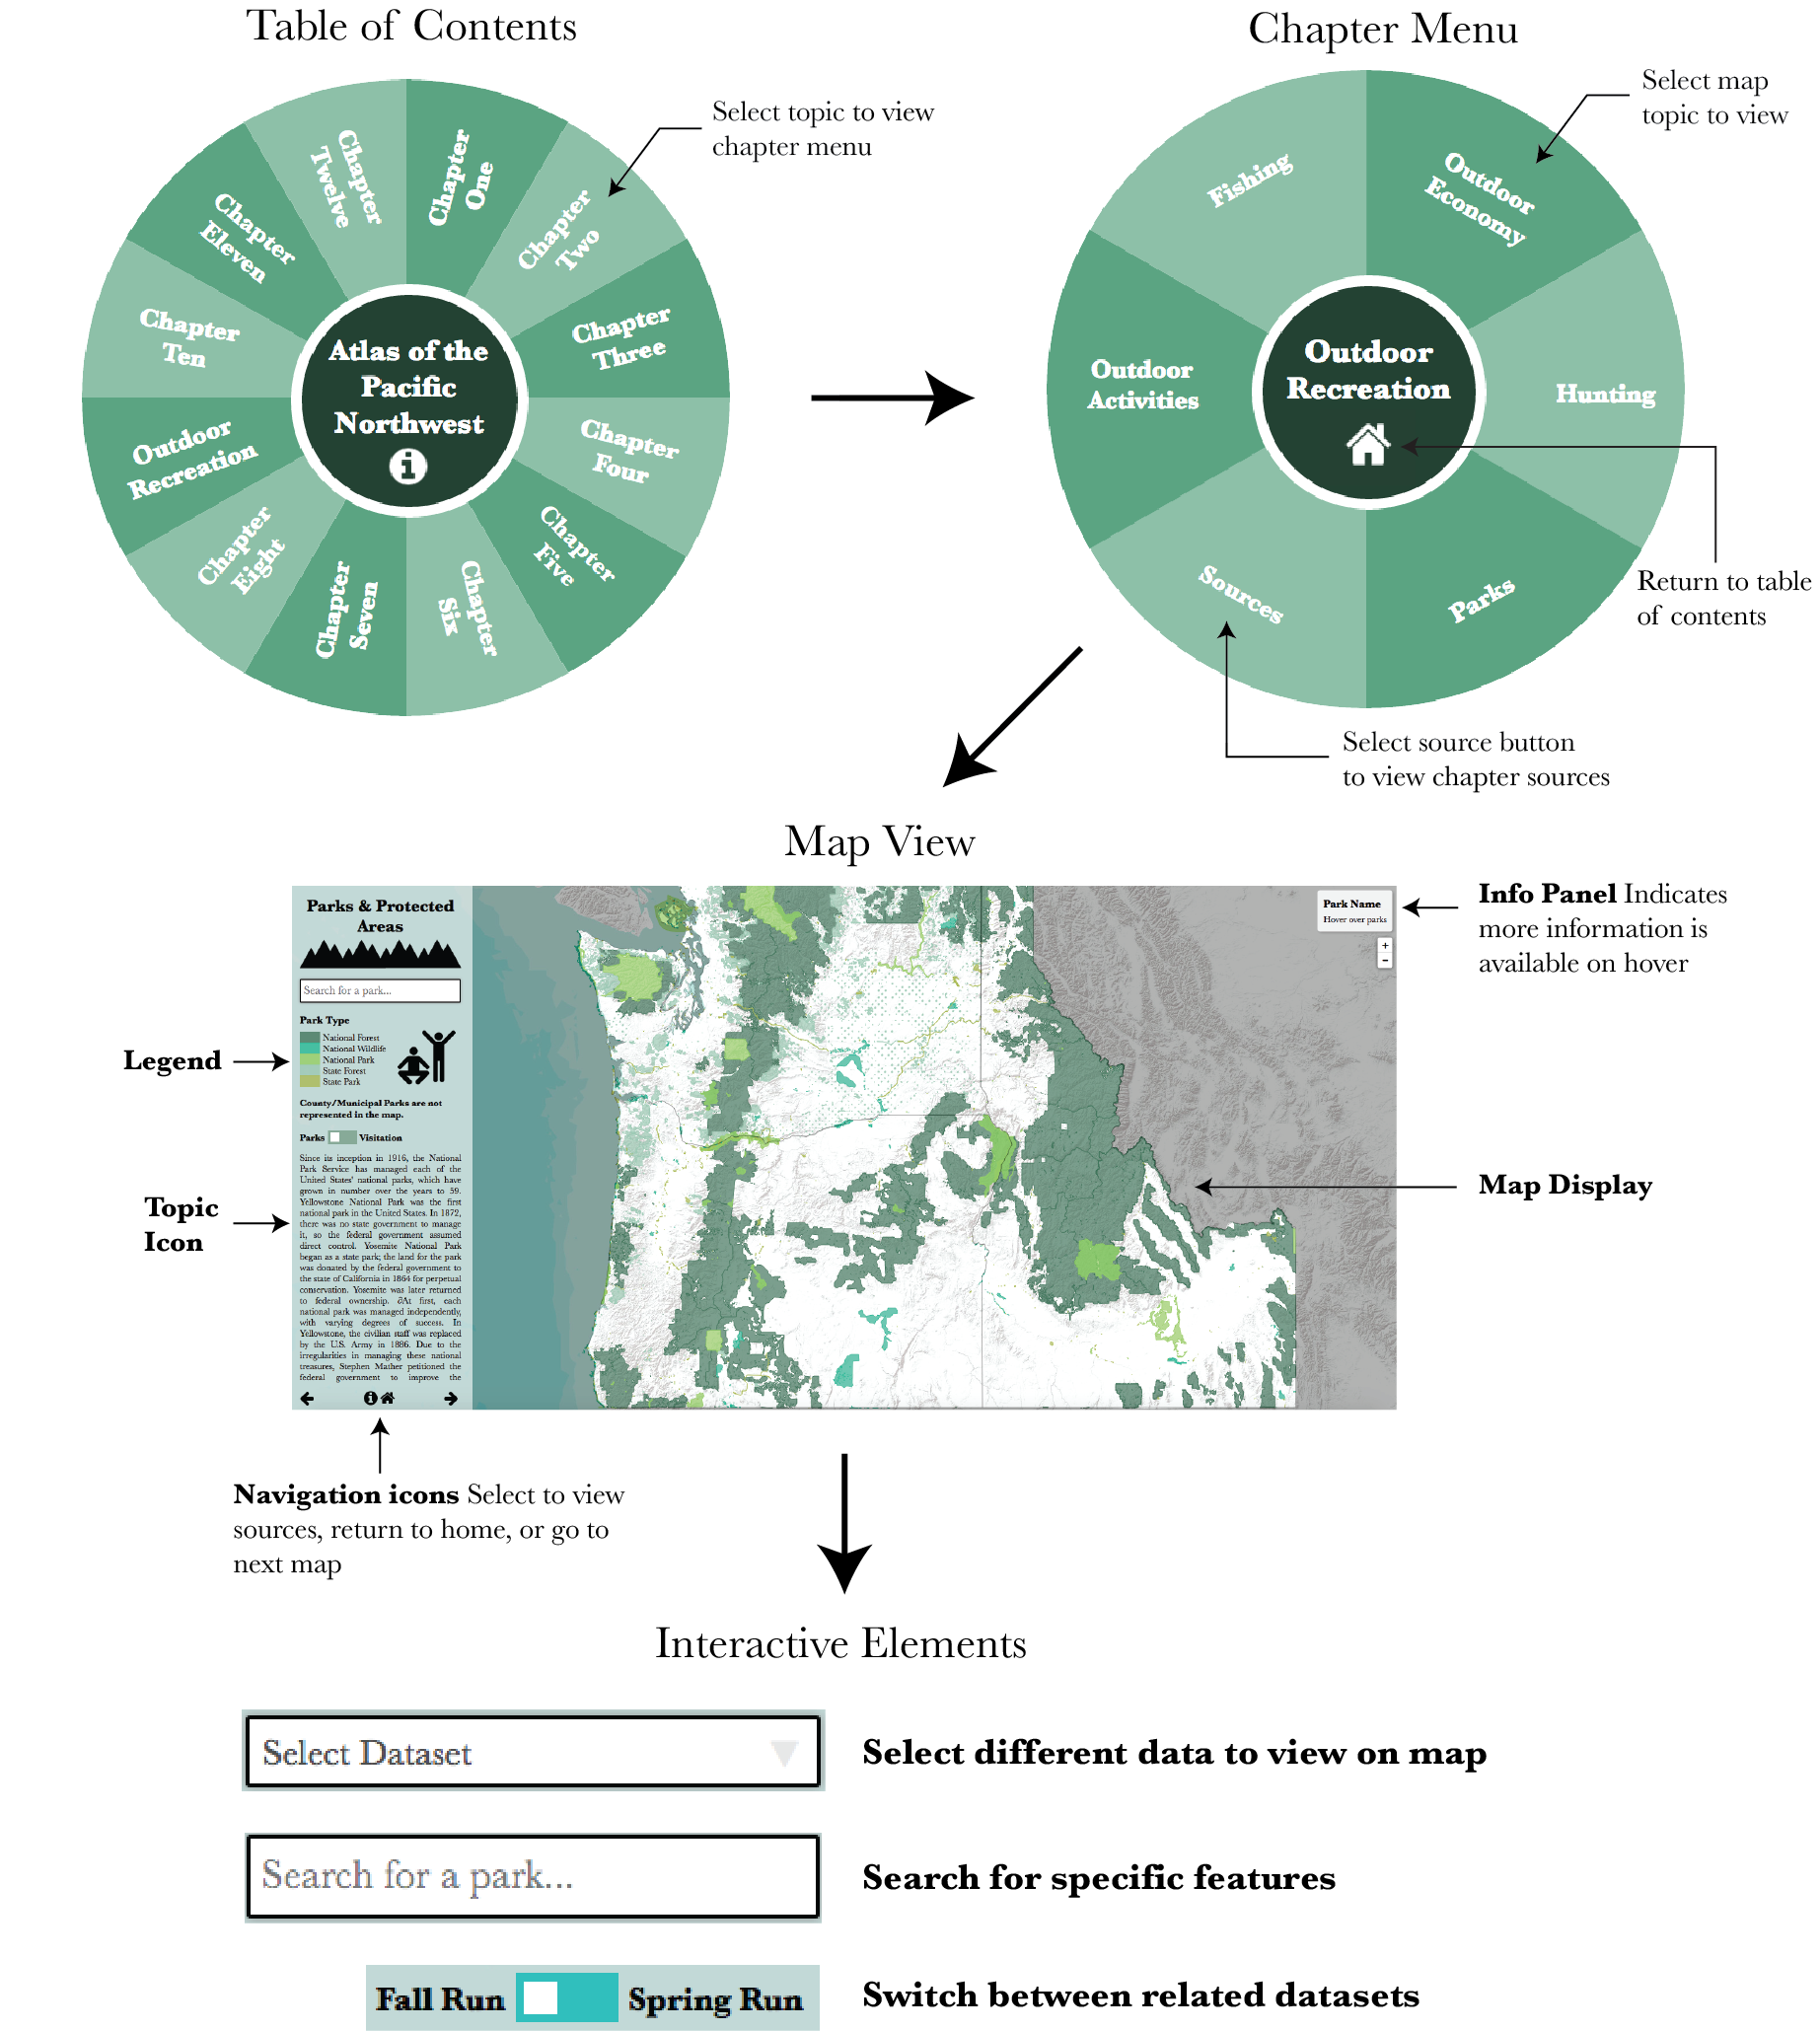 Table of Contents
Chapter Menu
Select topic to view
chapter menu
Select map
topic to view
Chapter
One
Chapter
Two
Chapter
Three
Chapter
Four
Chapter
Five
Chapter
Six
Chapter
Seven
Chapter
Eight
Outdoor
Recreation
Chapter
Ten
Chapter
Eleven
Chapter
Twelve
Atlas of the
Pacific
Northwest
Outdoor
Economy
Hunting
Parks
Sources
Outdoor
Activities
Fishing
Outdoor
Recreation
Return to table
of contents
Select source button
to view chapter sources
Map View
Parks & Protected
Areas
Search for a park...
Park Type
National Forest
National Wildlife
National Park
State Forest
State Park
County/Municipal Parks are not
represented in the map.
Parks Visitation
Since its inception in 1916, the National
Park Service has managed each of the
United States' national parks, which have
grown in number over the years to 59.
Yellowstone National Park was the first
national park in the United States. In 1872,
there was no state government to manage
it, so the federal government assumed
direct control. Yosemite National Park
began as a state park; the land for the park
was donated by the federal government to
the state of California in 1864 for perpetual
conservation. Yosemite was later returned
to federal ownership. ∂At first, each
national park was managed independently,
with varying degrees of success. In
Yellowstone, the civilian staff was replaced
by the U.S. Army in 1886. Due to the
irregularities in managing these national
treasures, Stephen Mather petitioned the
federal government to improve the
Park Name
Hover over parks
+
-
Info Panel Indicates
more information is
available on hover
Legend
Topic
Icon
Map Display
Navigation icons Select to view
sources, return to home, or go to
next map
Interactive Elements
Select Dataset
Select different data to view on map
Search for a park...
Search for specific features
Fall Run Spring Run
Switch between related datasets